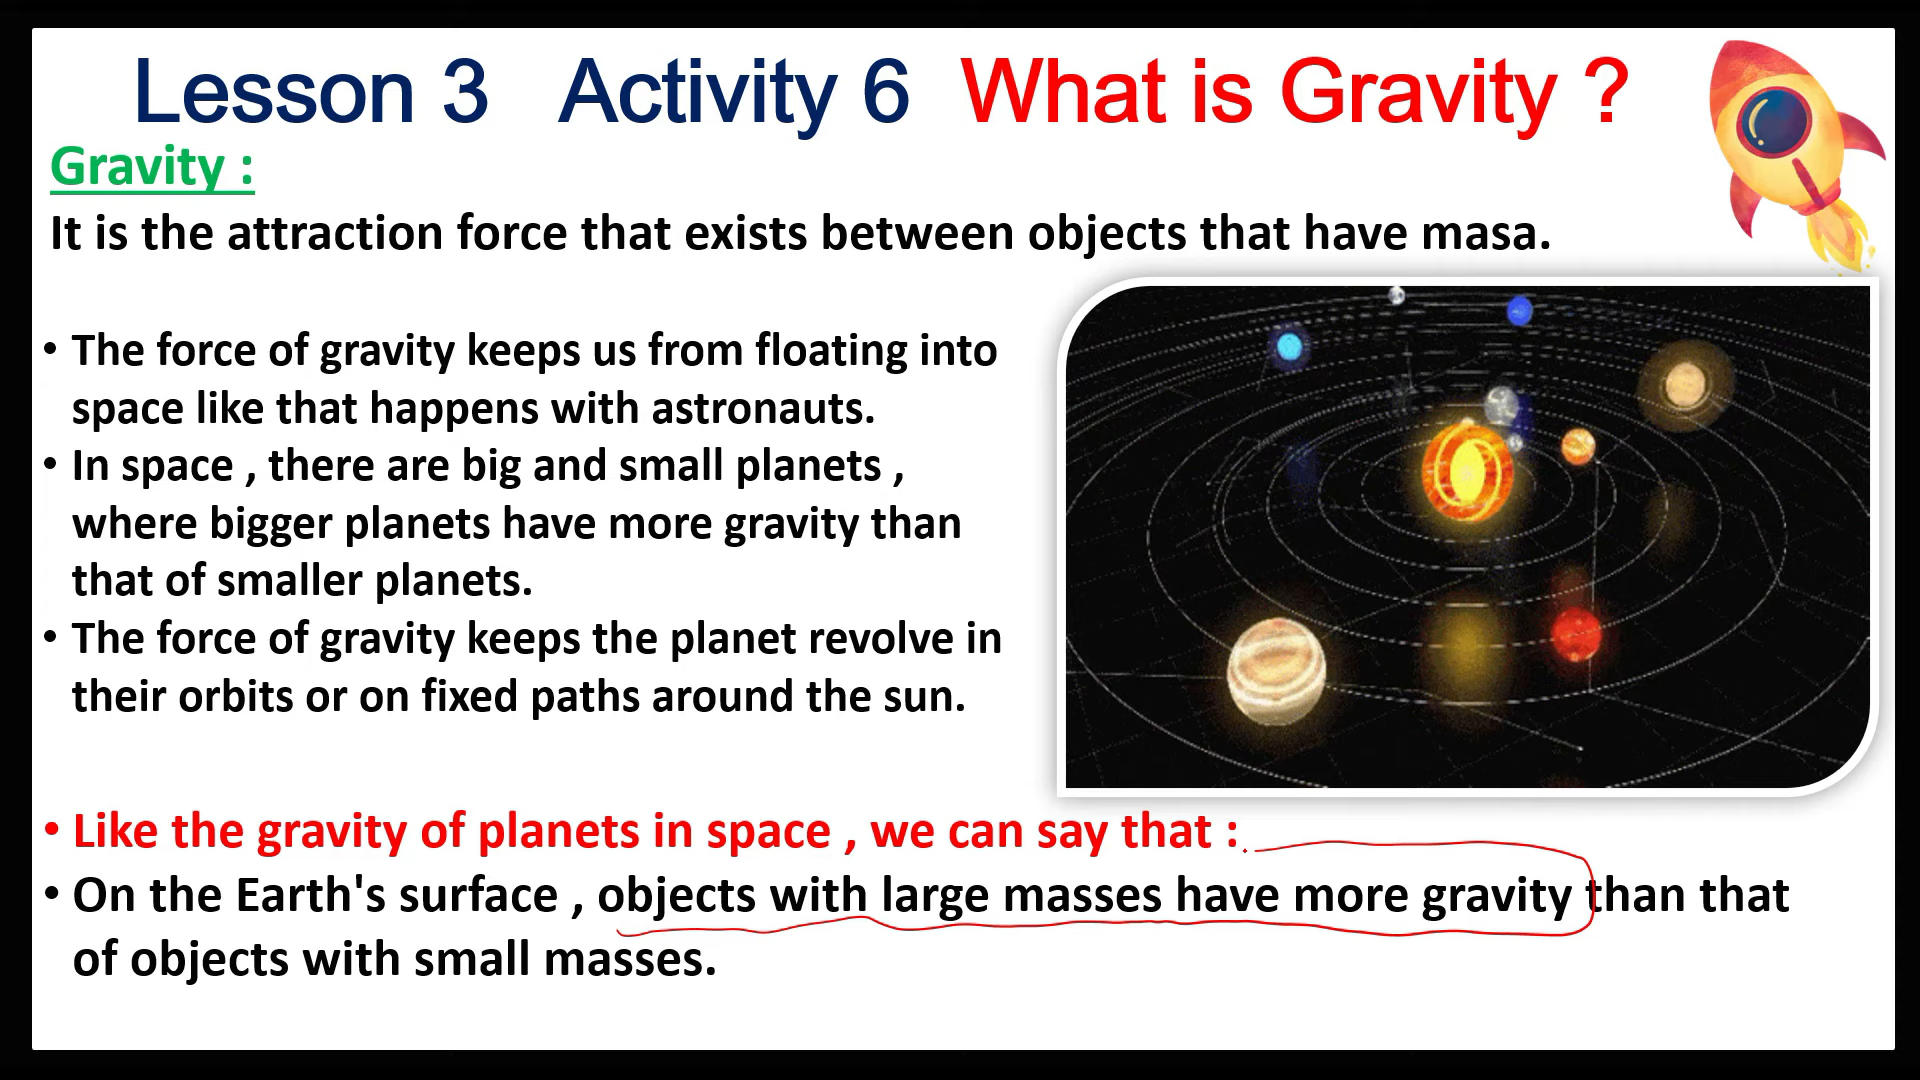 Lesson 3 Activity 6 What is Gravity ?
Gravity :
It is the attraction force that exists between objects that have masa.
• The force of gravity keeps us from floating into
space like that happens with astronauts.
• In space , there are big and small planets ,
where bigger planets have more gravity than
that of smaller planets.
• The force of gravity keeps the planet revolve in
their orbits or on fixed paths around the sun.
• Like the gravity of planets in space , we can say that :
• On the Earth's surface , objects with large masses have more gravity than that
of objects with small masses.